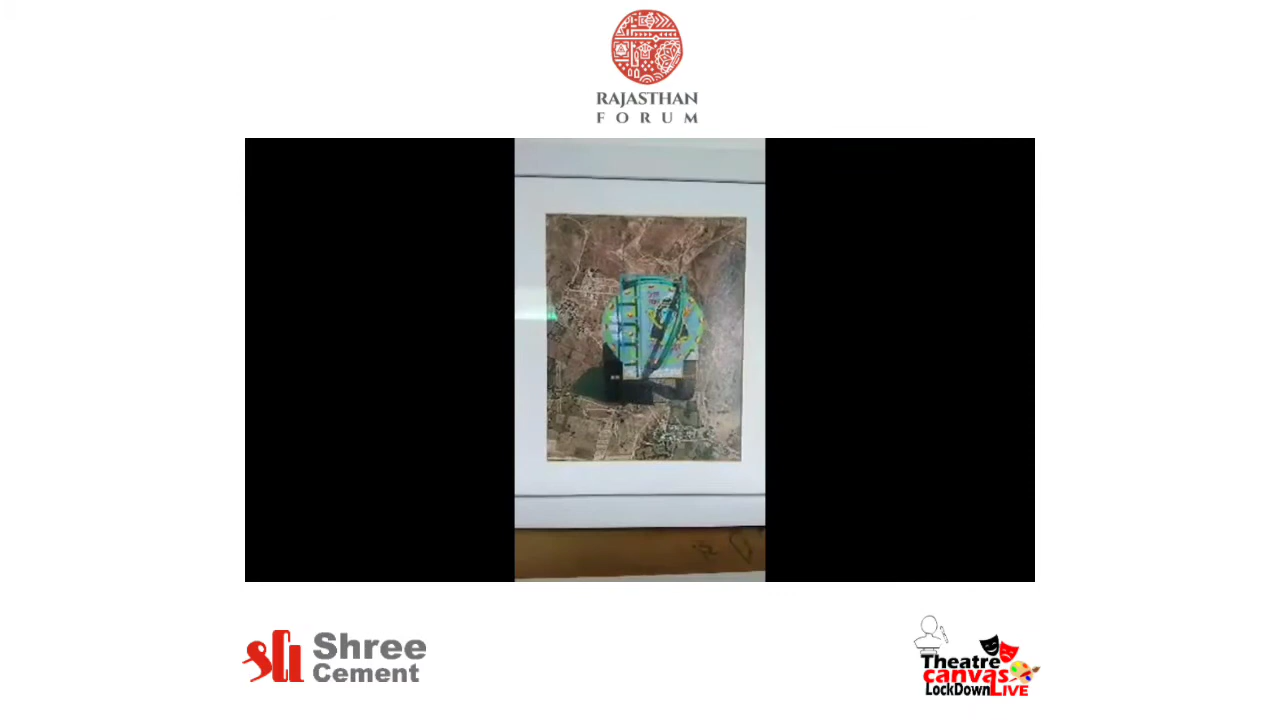 RAJASTHAN
FORUM
Shree
Cement
Theatre
canvas
LockDown LIVE